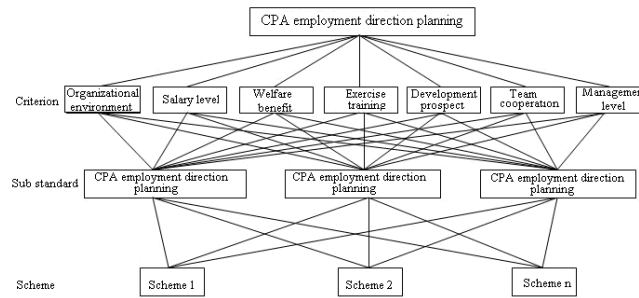 CPA employment direction planning
Criterion
Organizational
environment
Salary level
Welfare
benefit
Exercise
training
Development
prospect
Team
cooperation
Management
level
Sub standard
CPA employment direction
planning
CPA employment direction
planning
CPA employment direction
planning
Scheme
Scheme 1
Scheme 2
Scheme n